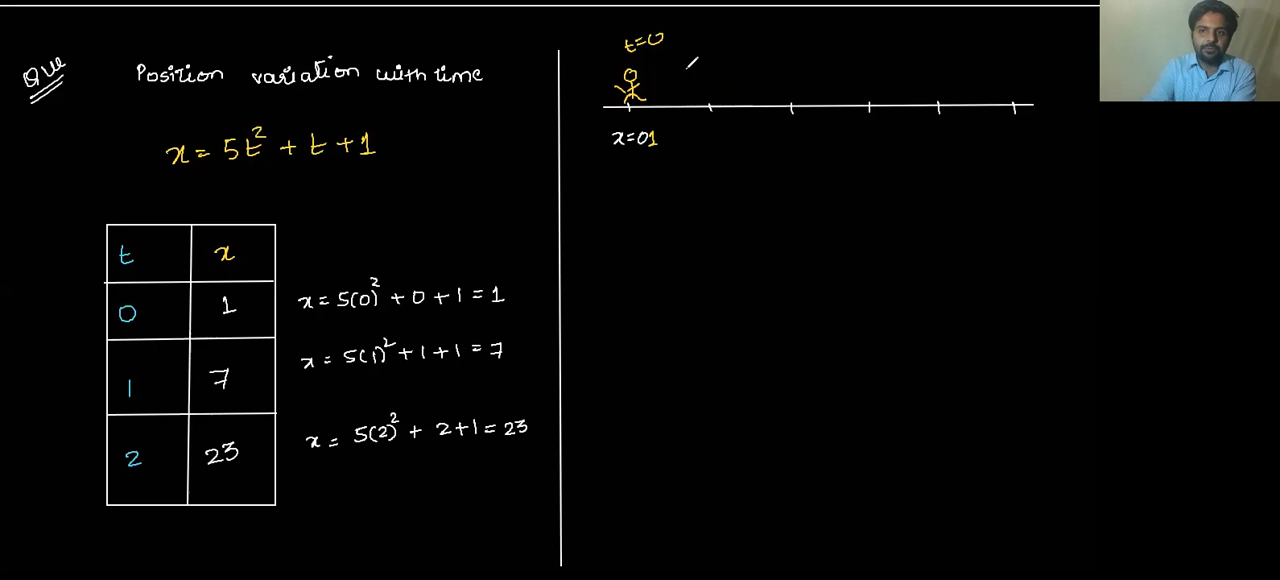 Que
Position variation with time
x = 5t² + t + 1
t x
0 1
x = 5(0)² + 0 + 1 = 1
1 7
x = 5(1)² + 1 + 1 = 7
2 23
x = 5(2)² + 2 + 1 = 23
t=0
x=01